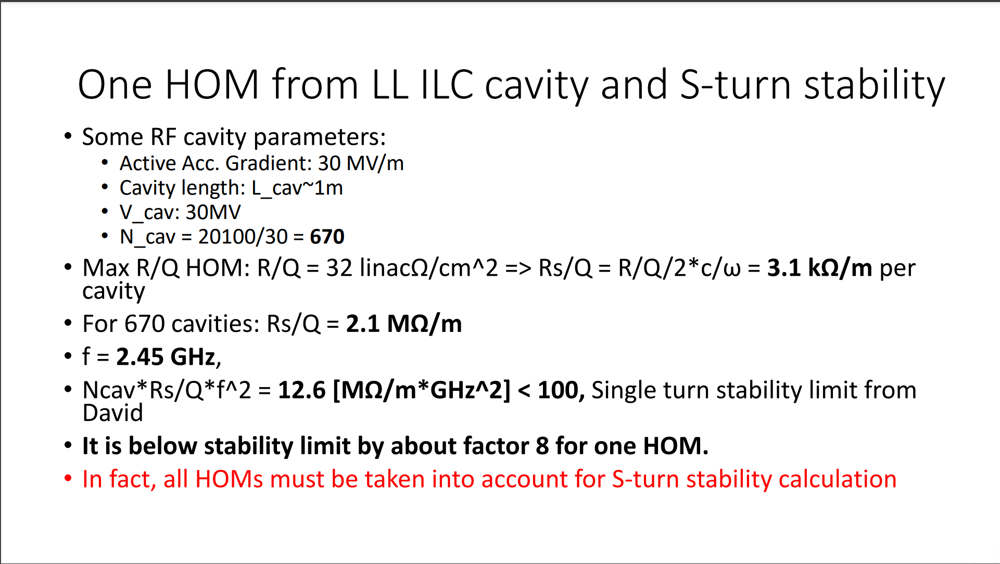 One HOM from LL ILC cavity and S-turn stability
• Some RF cavity parameters:
• Active Acc. Gradient: 30 MV/m
• Cavity length: L_cav~1m
• V_cav: 30MV
• N_cav = 20100/30 = 670
• Max R/Q HOM: R/Q = 32 linacΩ/cm^2 => Rs/Q = R/Q/2*c/ω = 3.1 kΩ/m per
cavity
• For 670 cavities: Rs/Q = 2.1 MΩ/m
• f = 2.45 GHz,
• Ncav*Rs/Q*f^2 = 12.6 [MΩ/m*GHz^2] < 100, Single turn stability limit from
David
• It is below stability limit by about factor 8 for one HOM.
• In fact, all HOMs must be taken into account for S-turn stability calculation